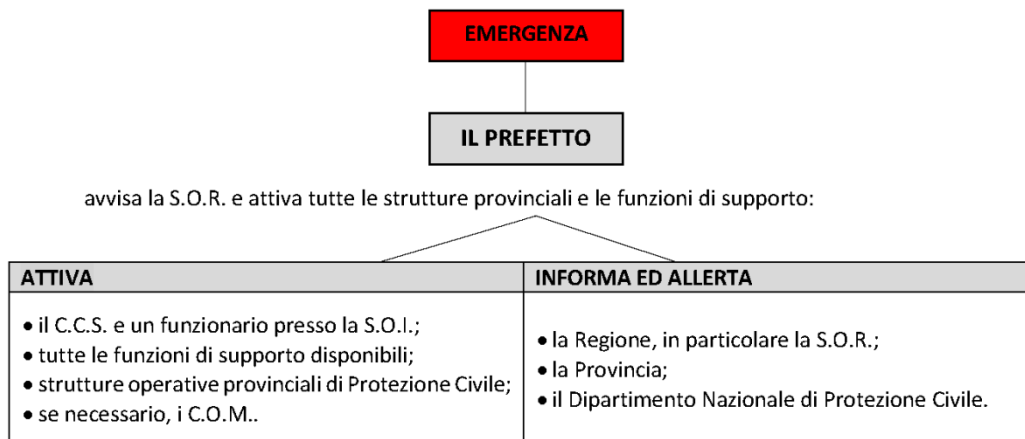 EMERGENZA
IL PREFETTO
avvisa la S.O.R. e attiva tutte le strutture provinciali e le funzioni di supporto:
ATTIVA
• il C.C.S. e un funzionario presso la S.O.I.;
• tutte le funzioni di supporto disponibili;
• strutture operative provinciali di Protezione Civile;
• se necessario, i C.O.M..
INFORMA ED ALLERTA
• la Regione, in particolare la S.O.R.;
• la Provincia;
• il Dipartimento Nazionale di Protezione Civile.